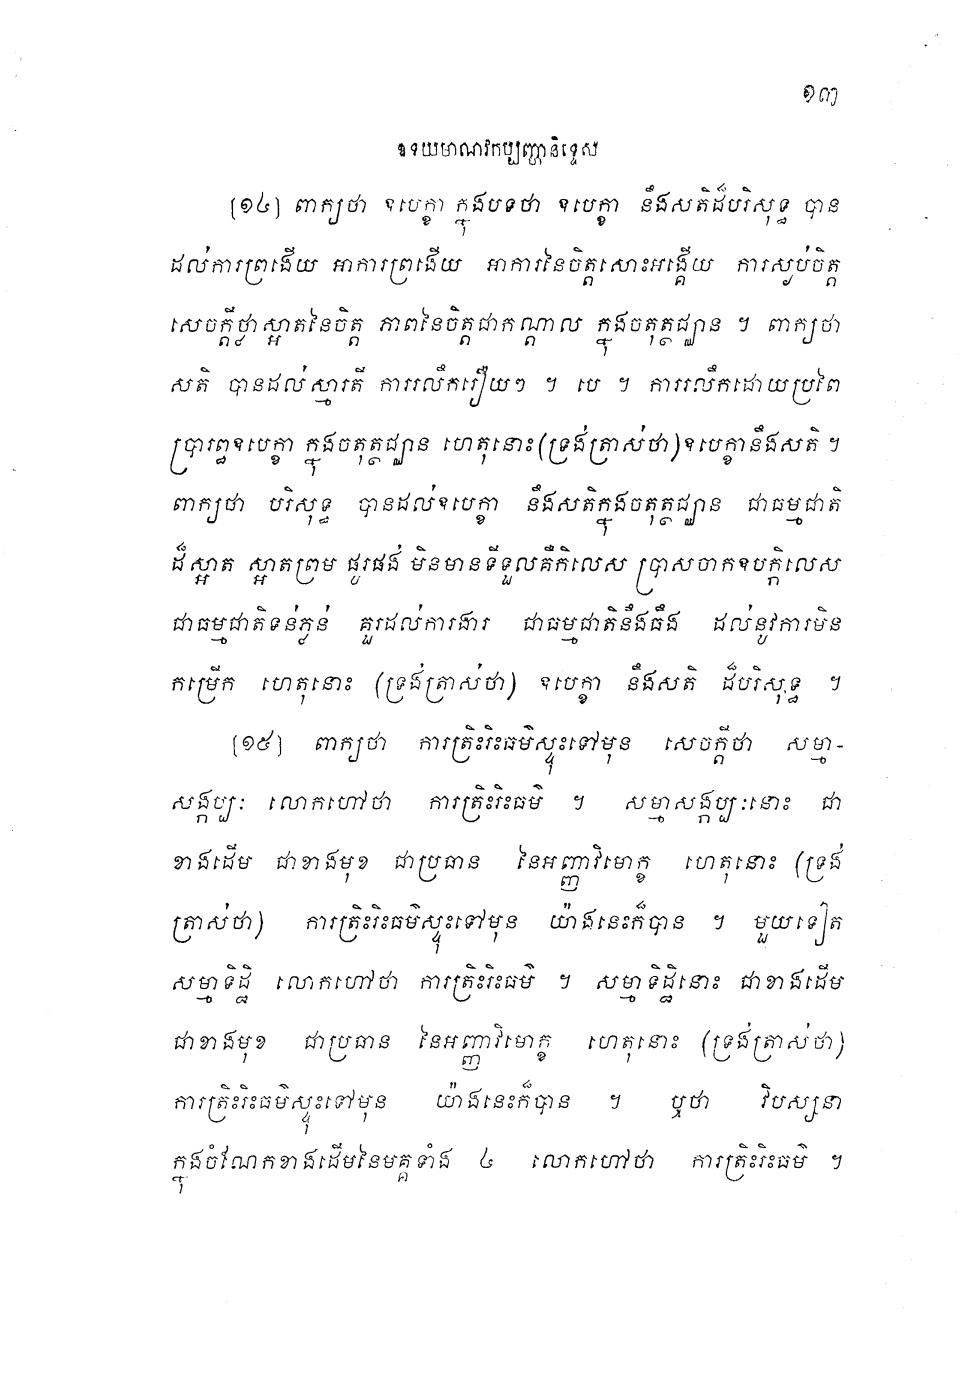 ១៣
ឧទយមាណវកប្បញ្ហានិទ្ទេស
[១៤] ពាក្យថា ឧបេក្ខា ក្នុងបទថា ឧបេក្ខា នឹងសតិដ៏បរិសុទ្ធ បាន
ដល់ការព្រងើយ អាការព្រងើយ អាការនៃចិត្តសោះអង្គើយ ការស្ងប់ចិត្ត
សេចក្តីថ្លាស្អាតនៃចិត្ត ភាពនៃចិត្តជាកណ្តាល ក្នុងចតុត្ថជ្ឈាន ។ ពាក្យថា
សតិ បានដល់ស្មារតី ការរលឹករឿយៗ ។ បេ ។ ការរលឹកដោយប្រពៃ
ប្រារព្ធឧបេក្ខា ក្នុងចតុត្ថជ្ឈាន ហេតុនោះ(ទ្រង់ត្រាស់ថា)ឧបេក្ខានឹងសតិ ។
ពាក្យថា បរិសុទ្ធ បានដល់ឧបេក្ខា នឹងសតិក្នុងចតុត្ថជ្ឈាន ជាធម្មជាតិ
ដ៏ស្អាត ស្អាតព្រម ផូរផង់ មិនមានទីទួលគឺកិលេស ប្រាសចាកឧបក្កិលេស
ជាធម្មជាតិទន់ភ្លន់ គួរដល់ការងារ ជាធម្មជាតិនឹងធឹង ដល់នូវការមិន
កម្រើក ហេតុនោះ (ទ្រង់ត្រាស់ថា) ឧបេក្ខា នឹងសតិ ដ៏បរិសុទ្ធ ។
[១៥] ពាក្យថា ការត្រិះរិះធម៌ស្ទុះទៅមុន សេចក្តីថា សម្មា-
សង្កប្បៈ លោកហៅថា ការត្រិះរិះធម៌ ។ សម្មាសង្កប្បៈនោះ ជា
ខាងដើម ជាខាងមុខ ជាប្រធាន នៃអញ្ញាវិមោក្ខ ហេតុនោះ (ទ្រង់
ត្រាស់ថា) ការត្រិះរិះធម៌ស្ទុះទៅមុន យ៉ាងនេះក៏បាន ។ មួយទៀត
សម្មាទិដ្ឋិ លោកហៅថា ការត្រិះរិះធម៌ ។ សម្មាទិដ្ឋិនោះ ជាខាងដើម
ជាខាងមុខ ជាប្រធាន នៃអញ្ញាវិមោក្ខ ហេតុនោះ (ទ្រង់ត្រាស់ថា)
ការត្រិះរិះធម៌ស្ទុះទៅមុន យ៉ាងនេះក៏បាន ។ ឬថា វិបស្សនា
ក្នុងចំណែកខាងដើមនៃមគ្គទាំង ៤ លោកហៅថា ការត្រិះរិះធម៌ ។